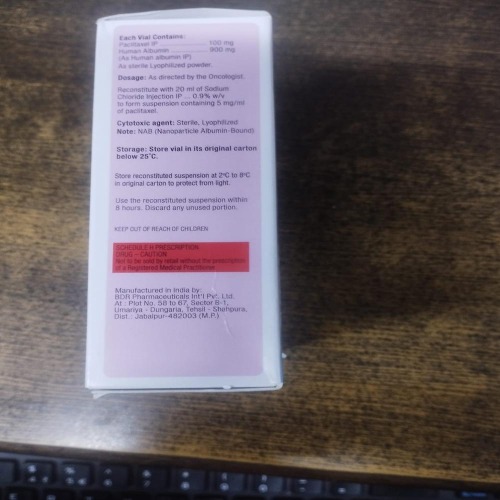 Each Vial Contains:
Paclitaxel IP ........................ 100 mg
Human Albumin .................. 900 mg
(As Human albumin IP)
As sterile Lyophilized powder.
Dosage: As directed by the Oncologist.
Reconstitute with 20 ml of Sodium
Chloride Injection IP ... 0.9% w/v
to form suspension containing 5 mg/ml
of paclitaxel.
Cytotoxic agent: Sterile, Lyophilized
Note: NAB (Nanoparticle Albumin-Bound)
Storage: Store vial in its original carton
below 25°C.
Store reconstituted suspension at 2°C to 8°C
in original carton to protect from light.
Use the reconstituted suspension within
8 hours. Discard any unused portion.
KEEP OUT OF REACH OF CHILDREN
SCHEDULE H PRESCRIPTION
DRUG - CAUTION
Not to be sold by retail without the prescription
of a Registered Medical Practitioner
Manufactured in India by:
BDR Pharmaceuticals Int'l Pvt. Ltd.
At : Plot No. 58 to 67, Sector E-1,
Umariya - Dungaria, Tehsil - Shahpura,
Dist. : Jabalpur-482003 (M.P.)